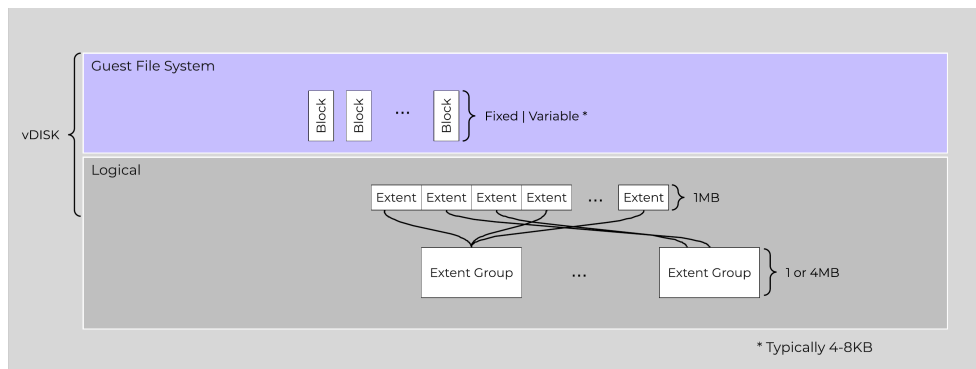 Guest File System
Block Block ... Block Fixed | Variable *
vDISK
Logical
Extent Extent Extent Extent ... Extent 1MB
Extent Group ... Extent Group 1 or 4MB
* Typically 4-8KB